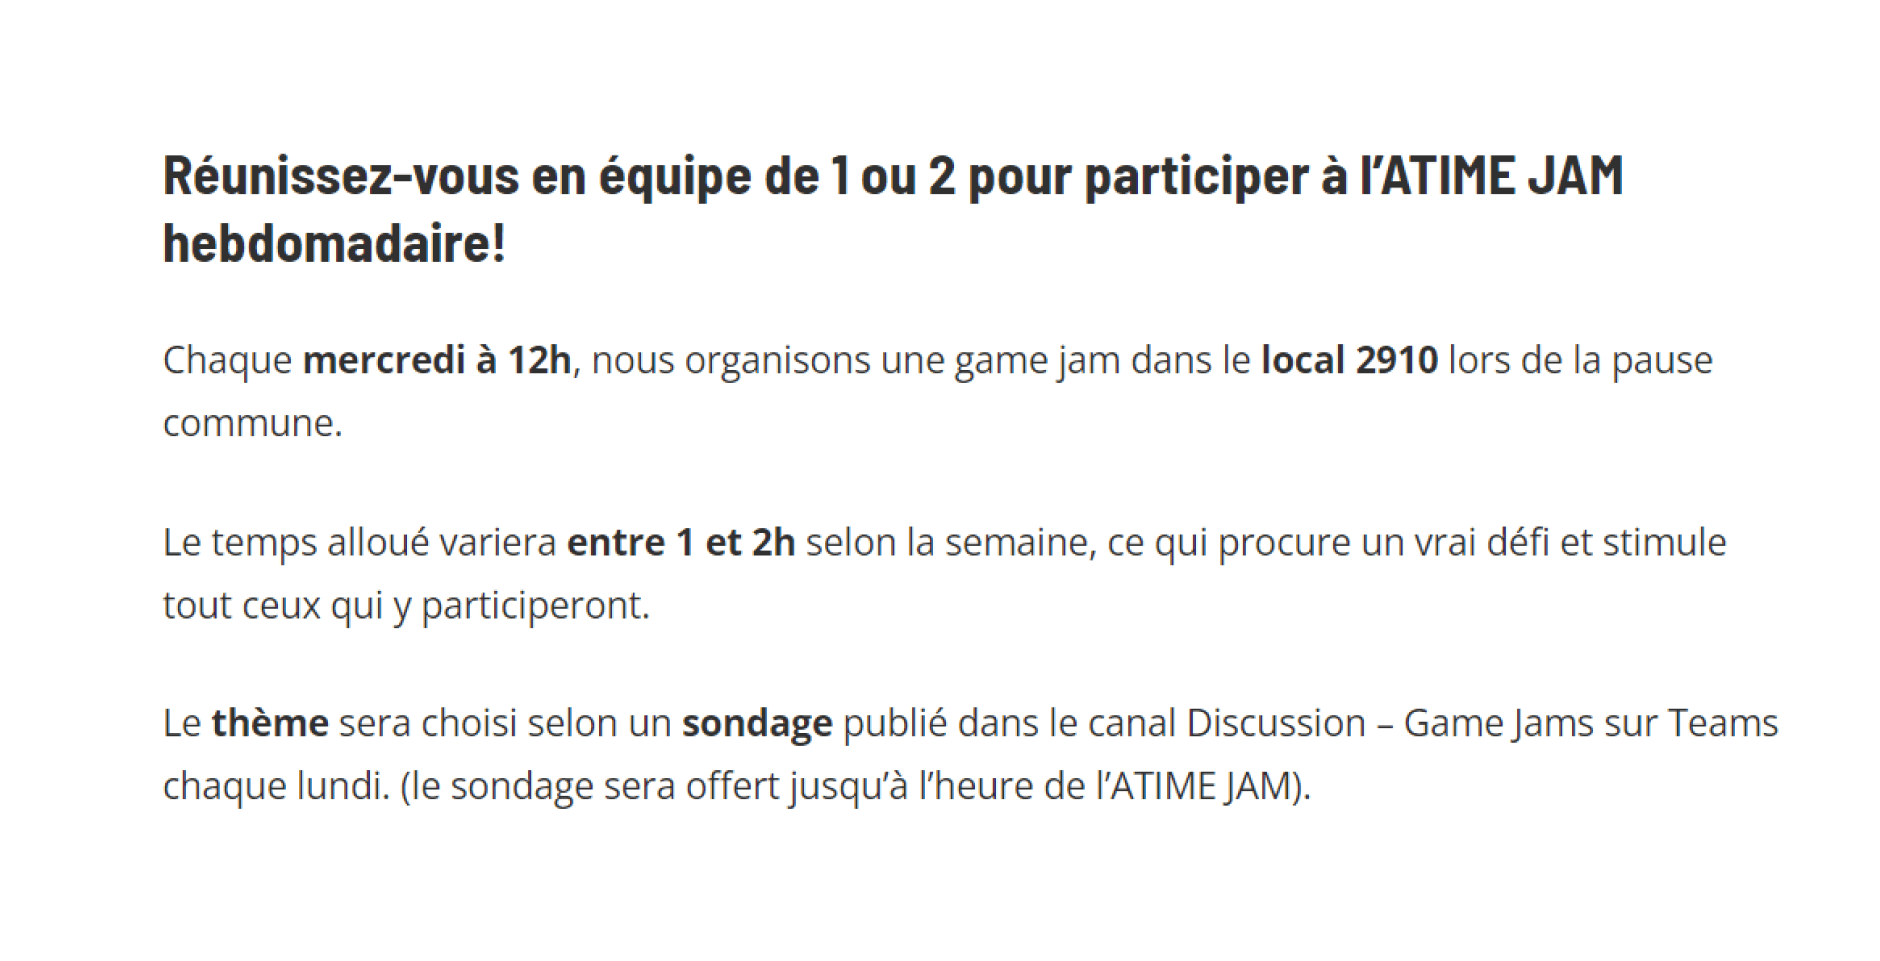 Réunissez-vous en équipe de 1 ou 2 pour participer à l’ATIME JAM
hebdomadaire!
Chaque mercredi à 12h, nous organisons une game jam dans le local 2910 lors de la pause
commune.
Le temps alloué variera entre 1 et 2h selon la semaine, ce qui procure un vrai défi et stimule
tout ceux qui y participeront.
Le thème sera choisi selon un sondage publié dans le canal Discussion – Game Jams sur Teams
chaque lundi. (le sondage sera offert jusqu’à l’heure de l’ATIME JAM).